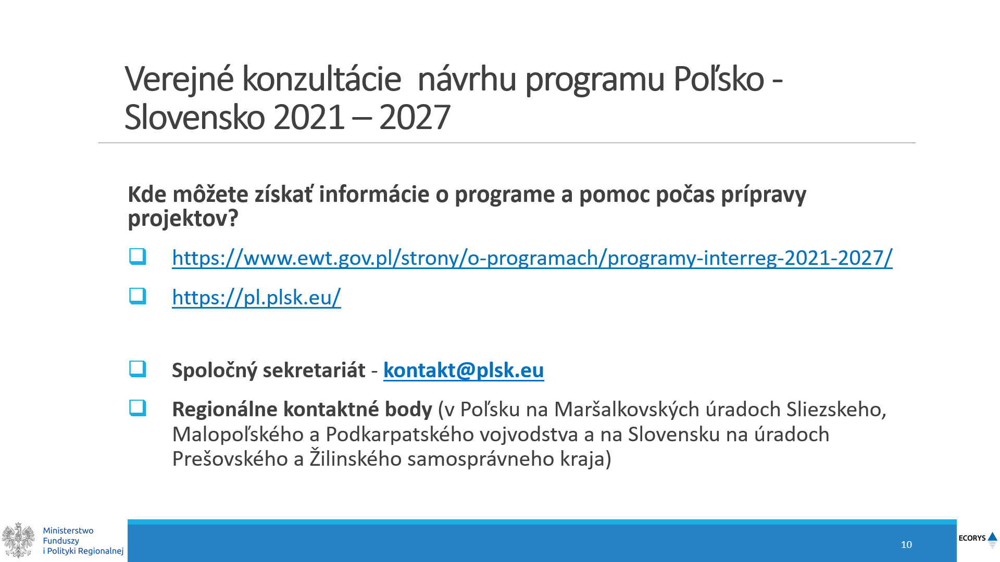 Verejné konzultácie  návrhu programu Poľsko -
Slovensko 2021 – 2027
Kde môžete získať informácie o programe a pomoc počas prípravy
projektov?
https://www.ewt.gov.pl/strony/o-programach/programy-interreg-2021-2027/
https://pl.plsk.eu/
Spoločný sekretariát - kontakt@plsk.eu
Regionálne kontaktné body (v Poľsku na Maršalkovských úradoch Sliezskeho,
Malopoľského a Podkarpatského vojvodstva a na Slovensku na úradoch
Prešovského a Žilinského samosprávneho kraja)
Ministerstwo
Funduszy
i Polityki Regionalnej
10
ECORYS